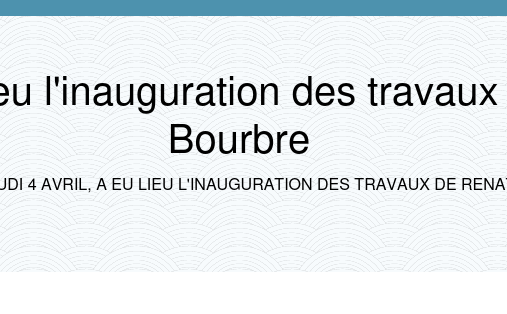 eu l'inauguration des travaux
Bourbre
UDI 4 AVRIL, A EU LIEU L'INAUGURATION DES TRAVAUX DE RENA